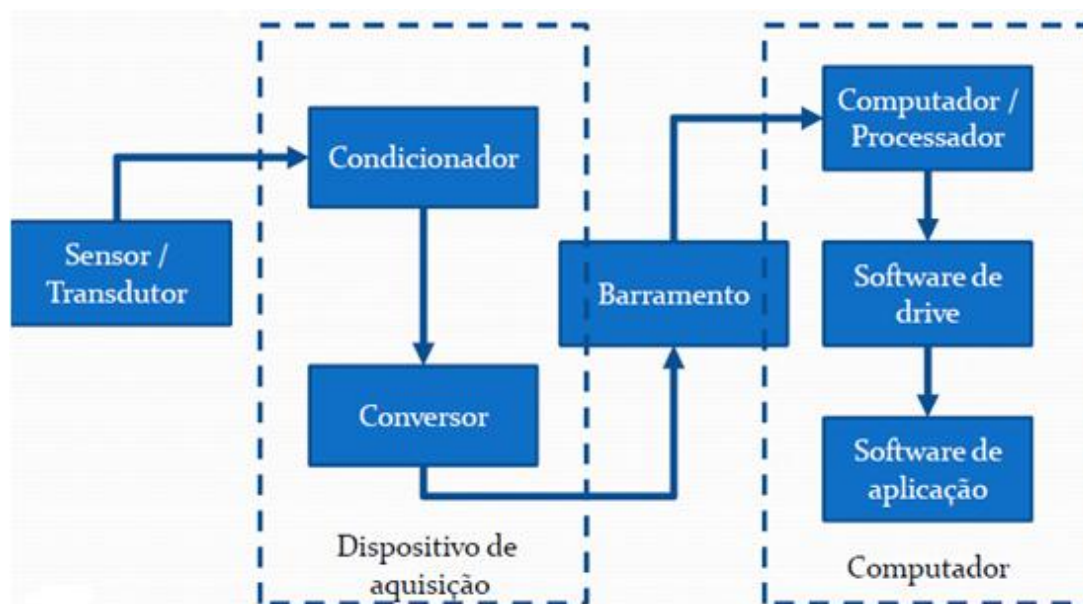 Sensor /
Transdutor
Condicionador
Conversor
Dispositivo de
aquisição
Barramento
Computador /
Processador
Software de
drive
Software de
aplicação
Computador